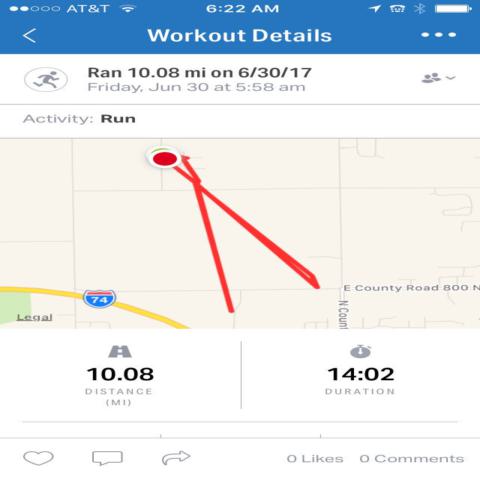 AT&T 6:22 AM
Workout Details
Ran 10.08 mi on 6/30/17
Friday, Jun 30 at 5:58 am
Activity: Run
74
E County Road 800 N
N Count
Legal
10.08
DISTANCE
(MI)
14:02
DURATION
0 Likes 0 Comments